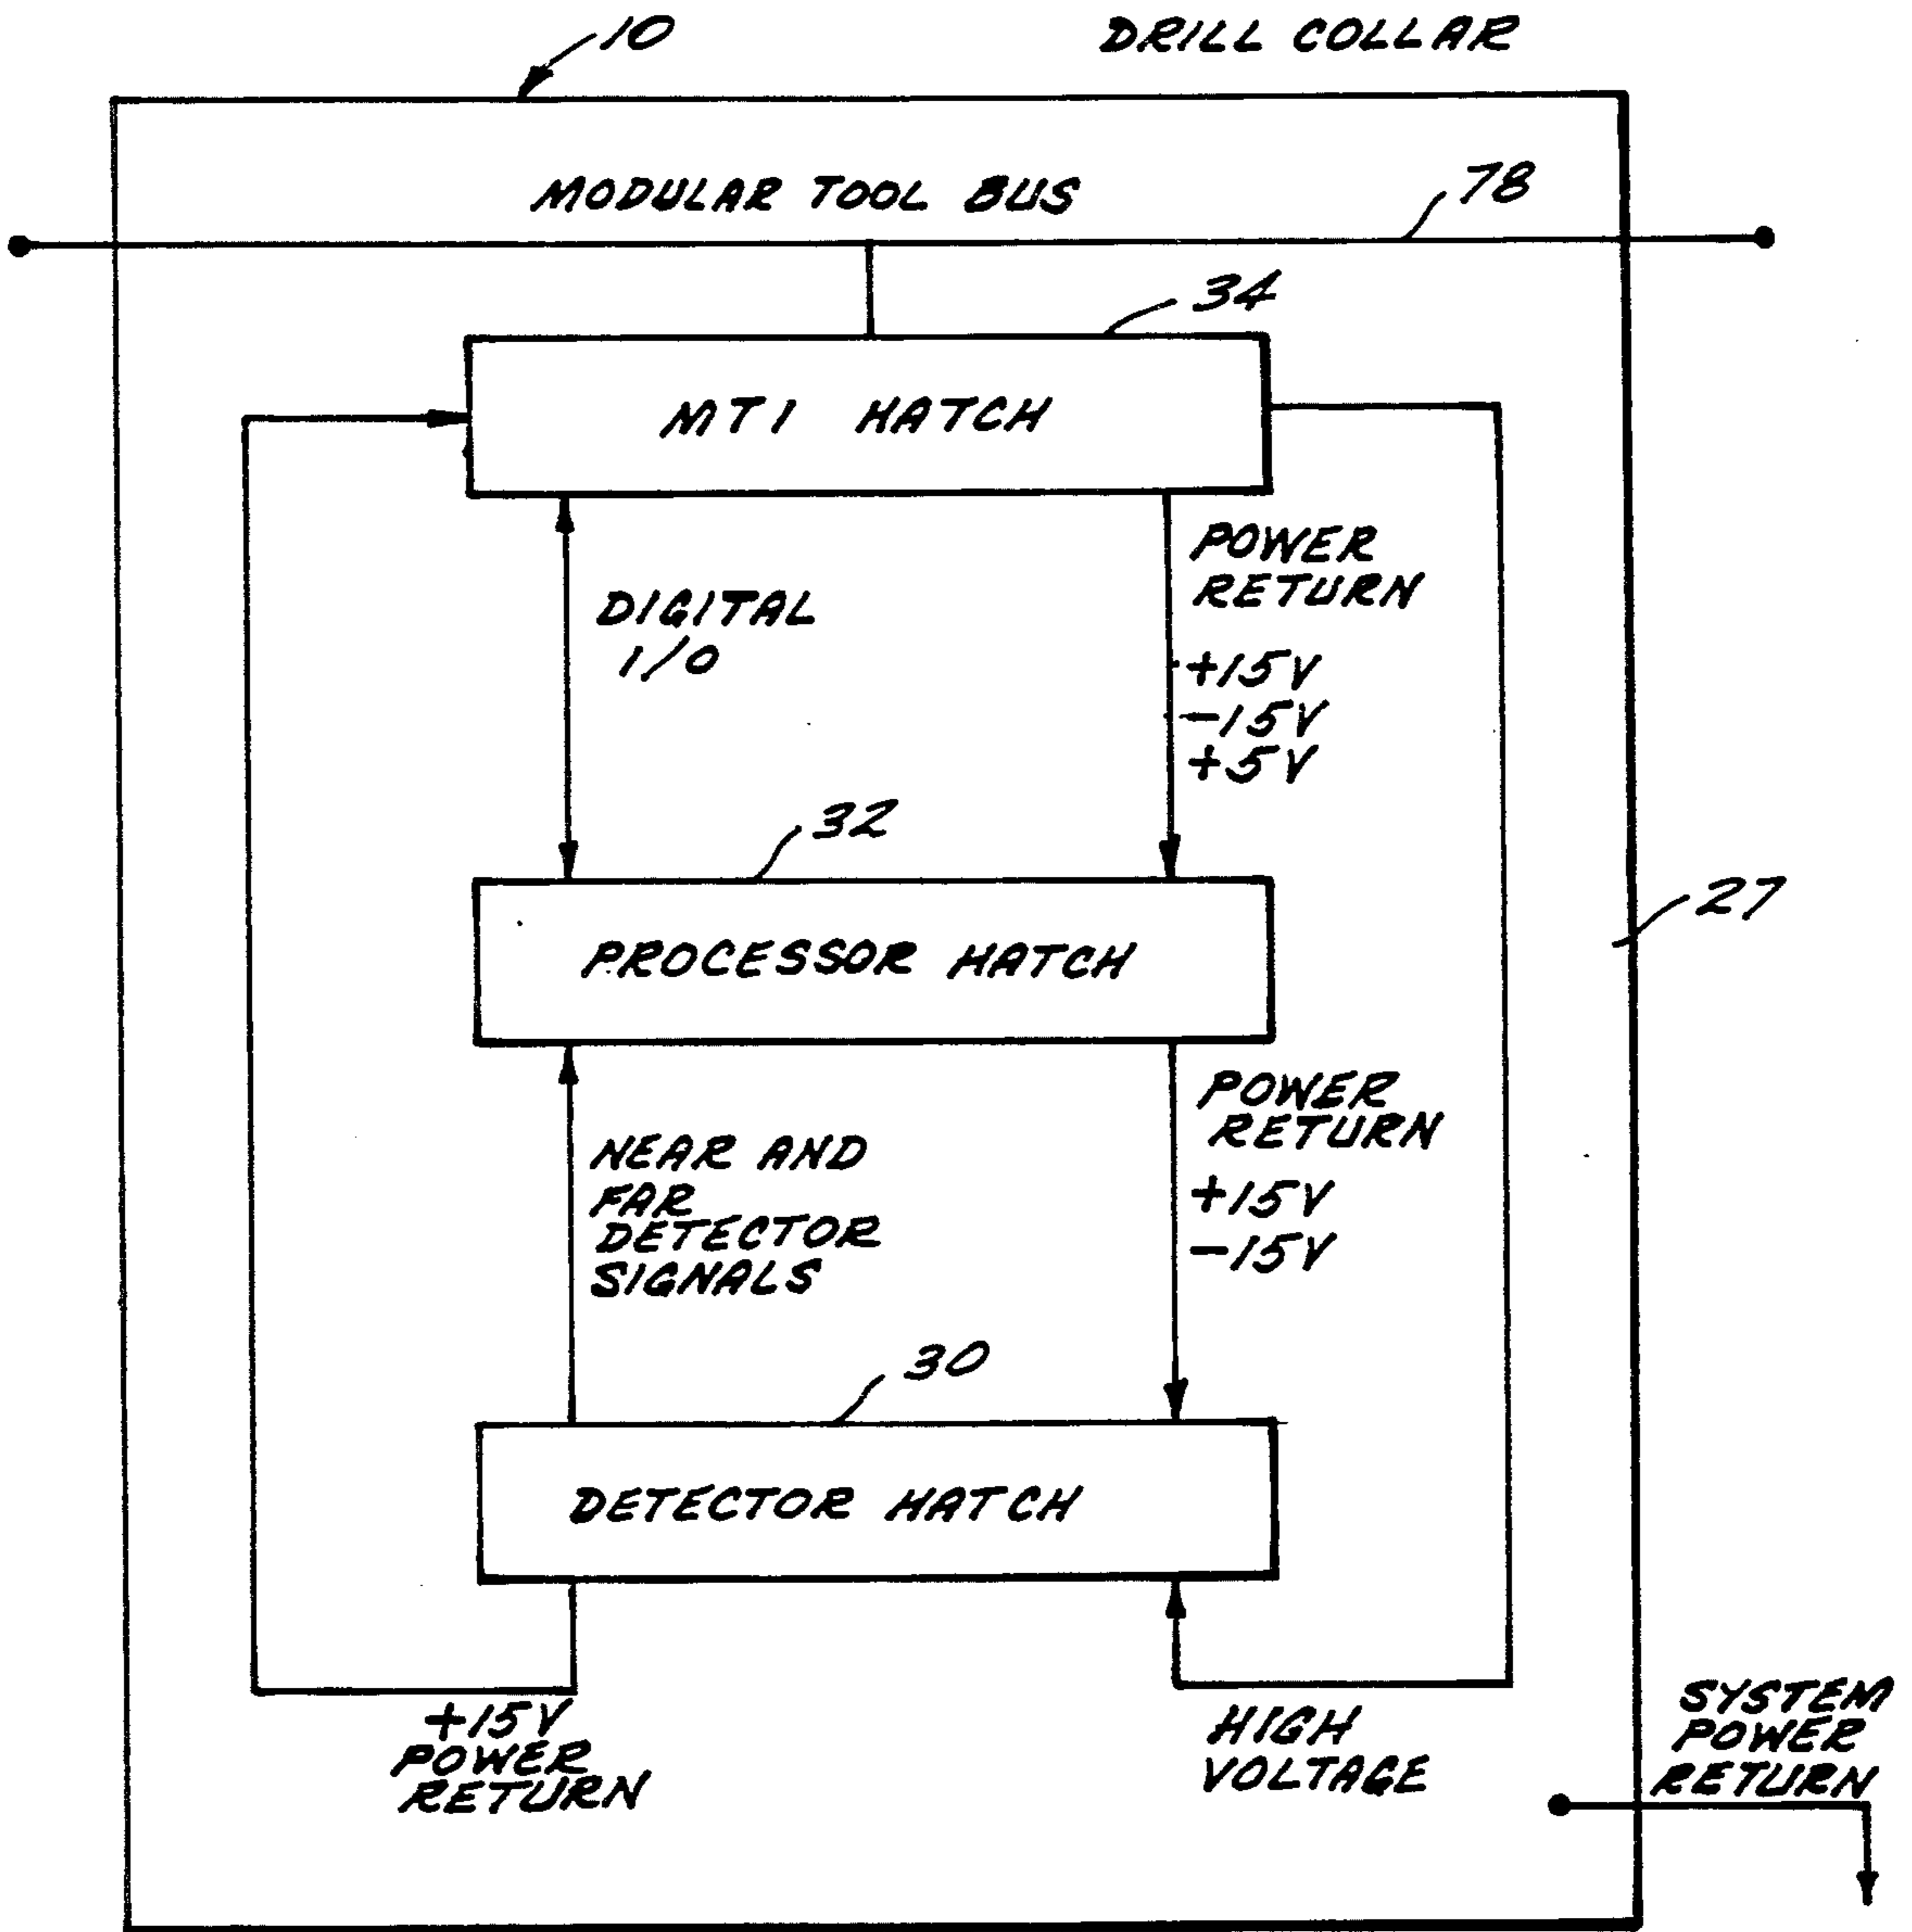 10
DRILL COLLAR
MODULAR TOOL BUS
78
34
MTI HATCH
POWER
RETURN
+15V
-15V
+5V
DIGITAL
I/O
32
27
PROCESSOR HATCH
POWER
RETURN
+15V
-15V
NEAR AND
FAR
DETECTOR
SIGNALS
30
DETECTOR HATCH
+15V
POWER
RETURN
HIGH
VOLTAGE
SYSTEM
POWER
RETURN